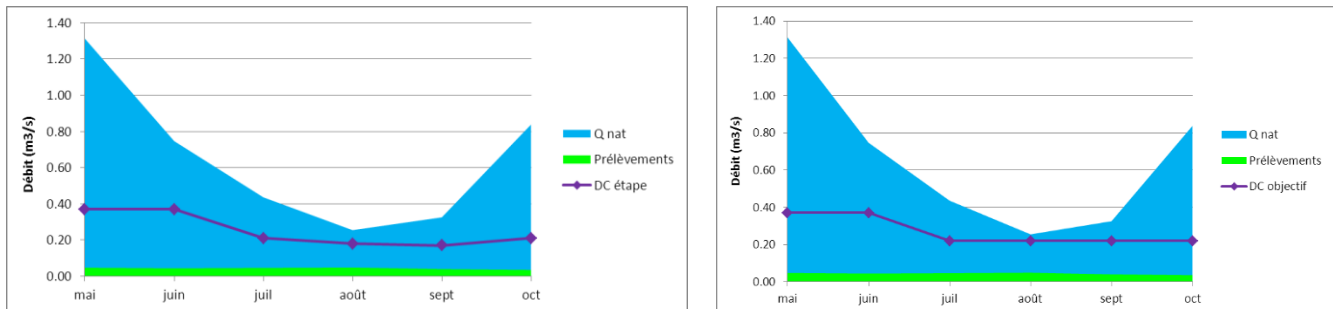 1.40
1.20
1.00
0.80
0.60
0.40
0.20
0.00
Débit (m3/s)
mai juin juil août sept oct
Q nat
Prélèvements
DC étape
1.40
1.20
1.00
0.80
0.60
0.40
0.20
0.00
Débit (m3/s)
mai juin juil août sept oct
Q nat
Prélèvements
DC objectif